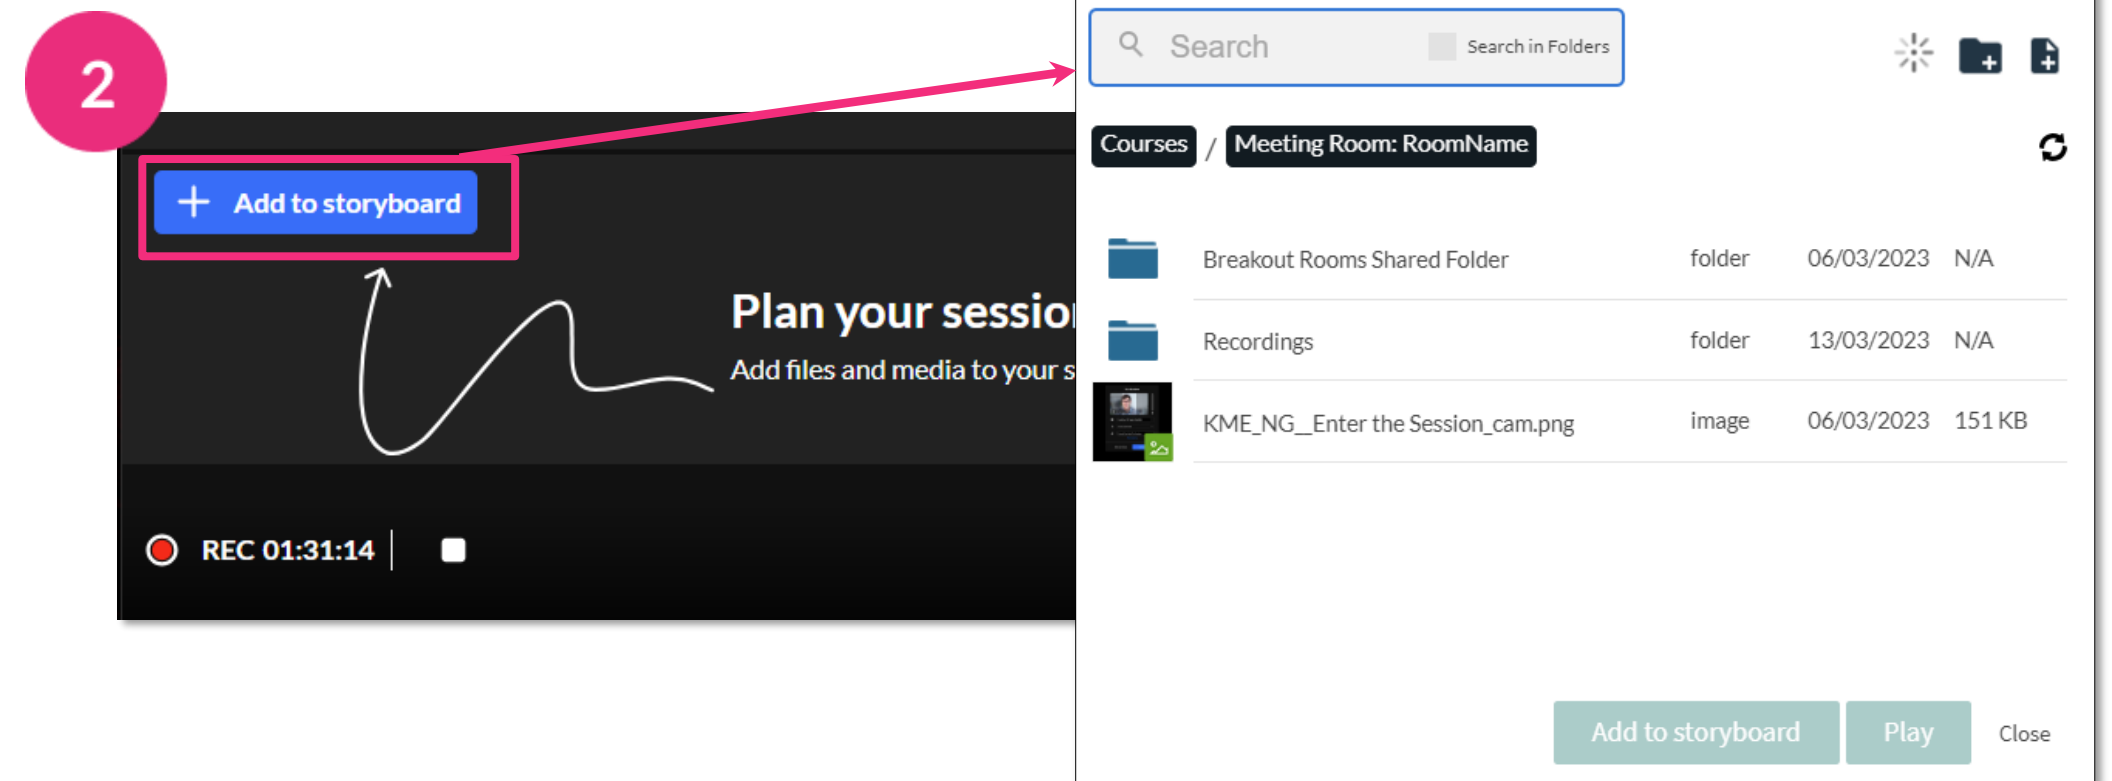 2
Add to storyboard
Plan your sessio
Add files and media to your s
REC 01:31:14
Search Search in Folders
Courses / Meeting Room: RoomName
Breakout Rooms Shared Folder folder 06/03/2023 N/A
Recordings folder 13/03/2023 N/A
KME_NG__Enter the Session_cam.png image 06/03/2023 151 KB
Add to storyboard Play Close